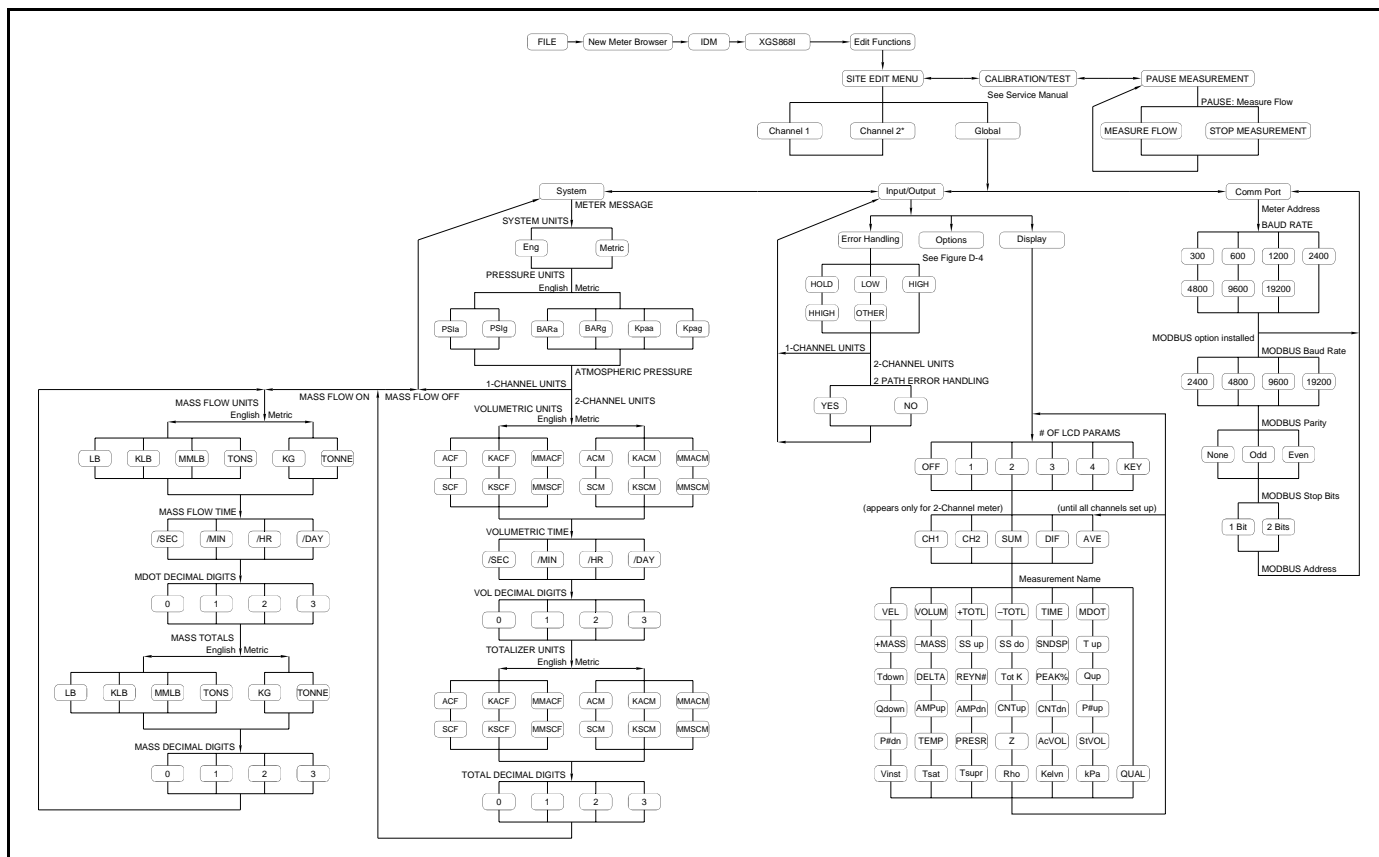 FILE New Meter Browser IDM XGS868I Edit Functions
SITE EDIT MENU CALIBRATION/TEST PAUSE MEASUREMENT
See Service Manual
PAUSE: Measure Flow
Channel 1 Channel 2* Global MEASURE FLOW STOP MEASUREMENT
System Input/Output Comm Port
METER MESSAGE
SYSTEM UNITS
Eng Metric
PRESSURE UNITS
English Metric
PSIa PSIg BARa BARg Kpaa Kpag
ATMOSPHERIC PRESSURE
1-CHANNEL UNITS
MASS FLOW ON MASS FLOW OFF
2-CHANNEL UNITS
MASS FLOW UNITS
English Metric
LB KLB MMLB TONS KG TONNE
MASS FLOW TIME
/SEC /MIN /HR /DAY
MDOT DECIMAL DIGITS
0 1 2 3
MASS TOTALS
English Metric
LB KLB MMLB TONS KG TONNE
MASS DECIMAL DIGITS
0 1 2 3
VOLUMETRIC UNITS
English Metric
ACF KACF MMACF ACM KACM MMACM
SCF KSCF MMSCF SCM KSCM MMSCM
VOLUMETRIC TIME
/SEC /MIN /HR /DAY
VOL DECIMAL DIGITS
0 1 2 3
TOTALIZER UNITS
English Metric
ACF KACF MMACF ACM KACM MMACM
SCF KSCF MMSCF SCM KSCM MMSCM
TOTAL DECIMAL DIGITS
0 1 2 3
Error Handling Options Display
See Figure D-4
HOLD LOW HIGH
HHIGH OTHER
1-CHANNEL UNITS
2-CHANNEL UNITS
2 PATH ERROR HANDLING
YES NO
# OF LCD PARAMS
OFF 1 2 3 4 KEY
(appears only for 2-Channel meter) (until all channels set up)
CH1 CH2 SUM DIF AVE
Measurement Name
VEL VOLUM +TOTL –TOTL TIME MDOT
+MASS –MASS SS up SS do SNDSP T up
Tdown DELTA REYN# Tot K PEAK% Qup
Qdown AMPup AMPdn CNTup CNTdn P#up
P#dn TEMP PRESR Z AcVOL StVOL
Vinst Tsat Tsupr Rho Kelvn kPa QUAL
Meter Address
BAUD RATE
300 600 1200 2400
4800 9600 19200
MODBUS option installed
MODBUS Baud Rate
2400 4800 9600 19200
MODBUS Parity
None Odd Even
MODBUS Stop Bits
1 Bit 2 Bits
MODBUS Address